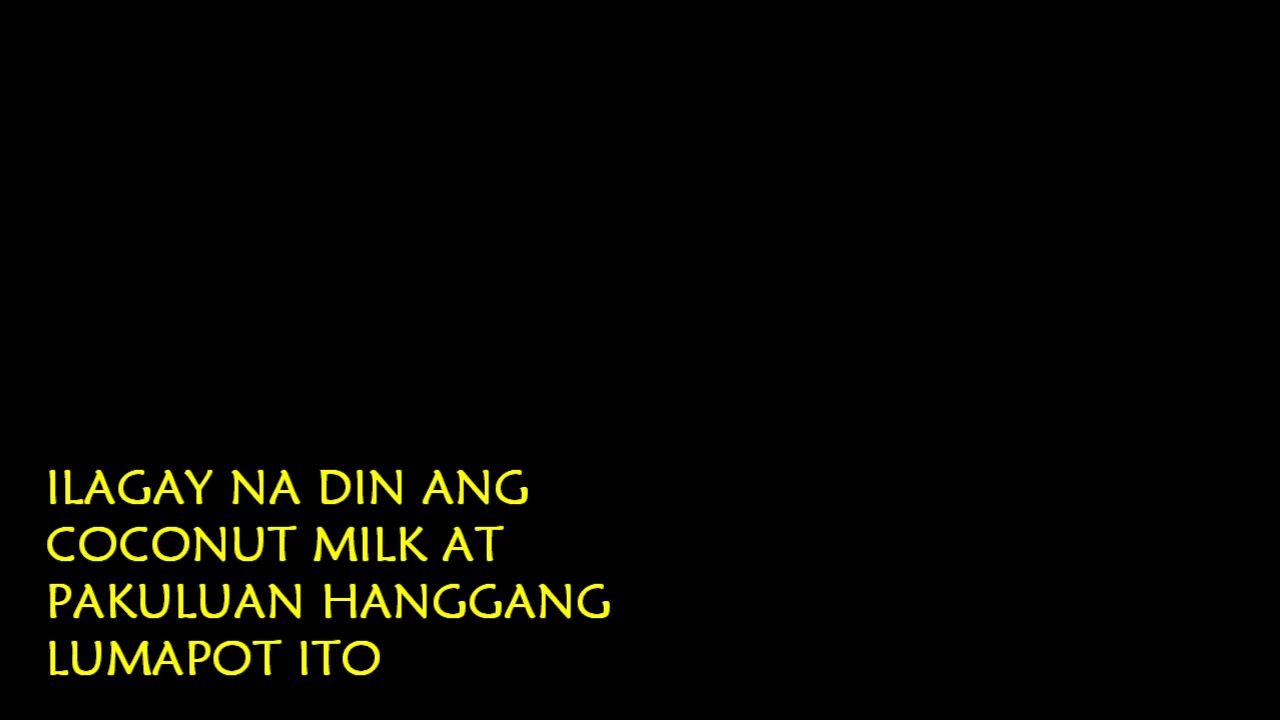 ILAGAY NA DIN ANG
COCONUT MILK AT
PAKULUAN HANGGANG
LUMAPOT ITO